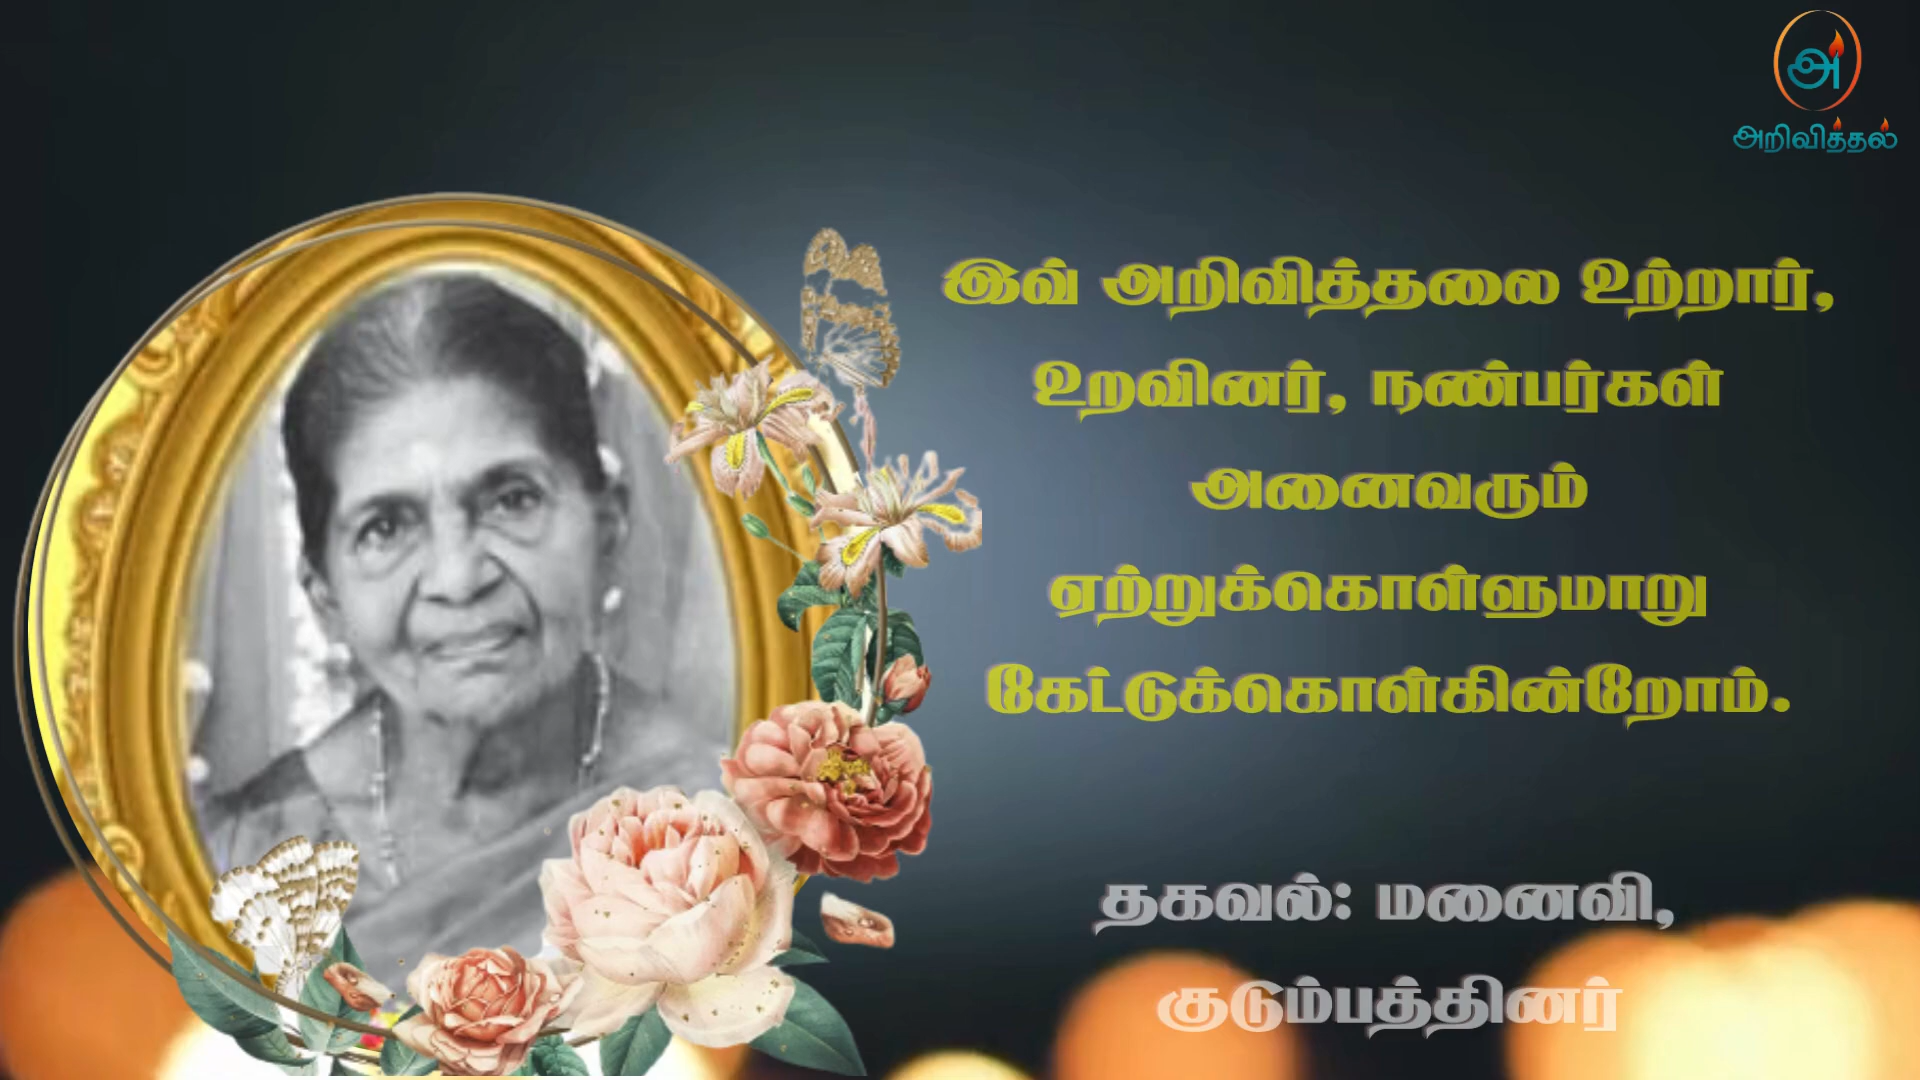 அ
அறிவித்தல்
இவ் அறிவித்தலை உற்றார்,
உறவினர், நண்பர்கள்
அனைவரும்
ஏற்றுக்கொள்ளுமாறு
கேட்டுக்கொள்கின்றோம்.
தகவல்: மனைவி,
குடும்பத்தினர்